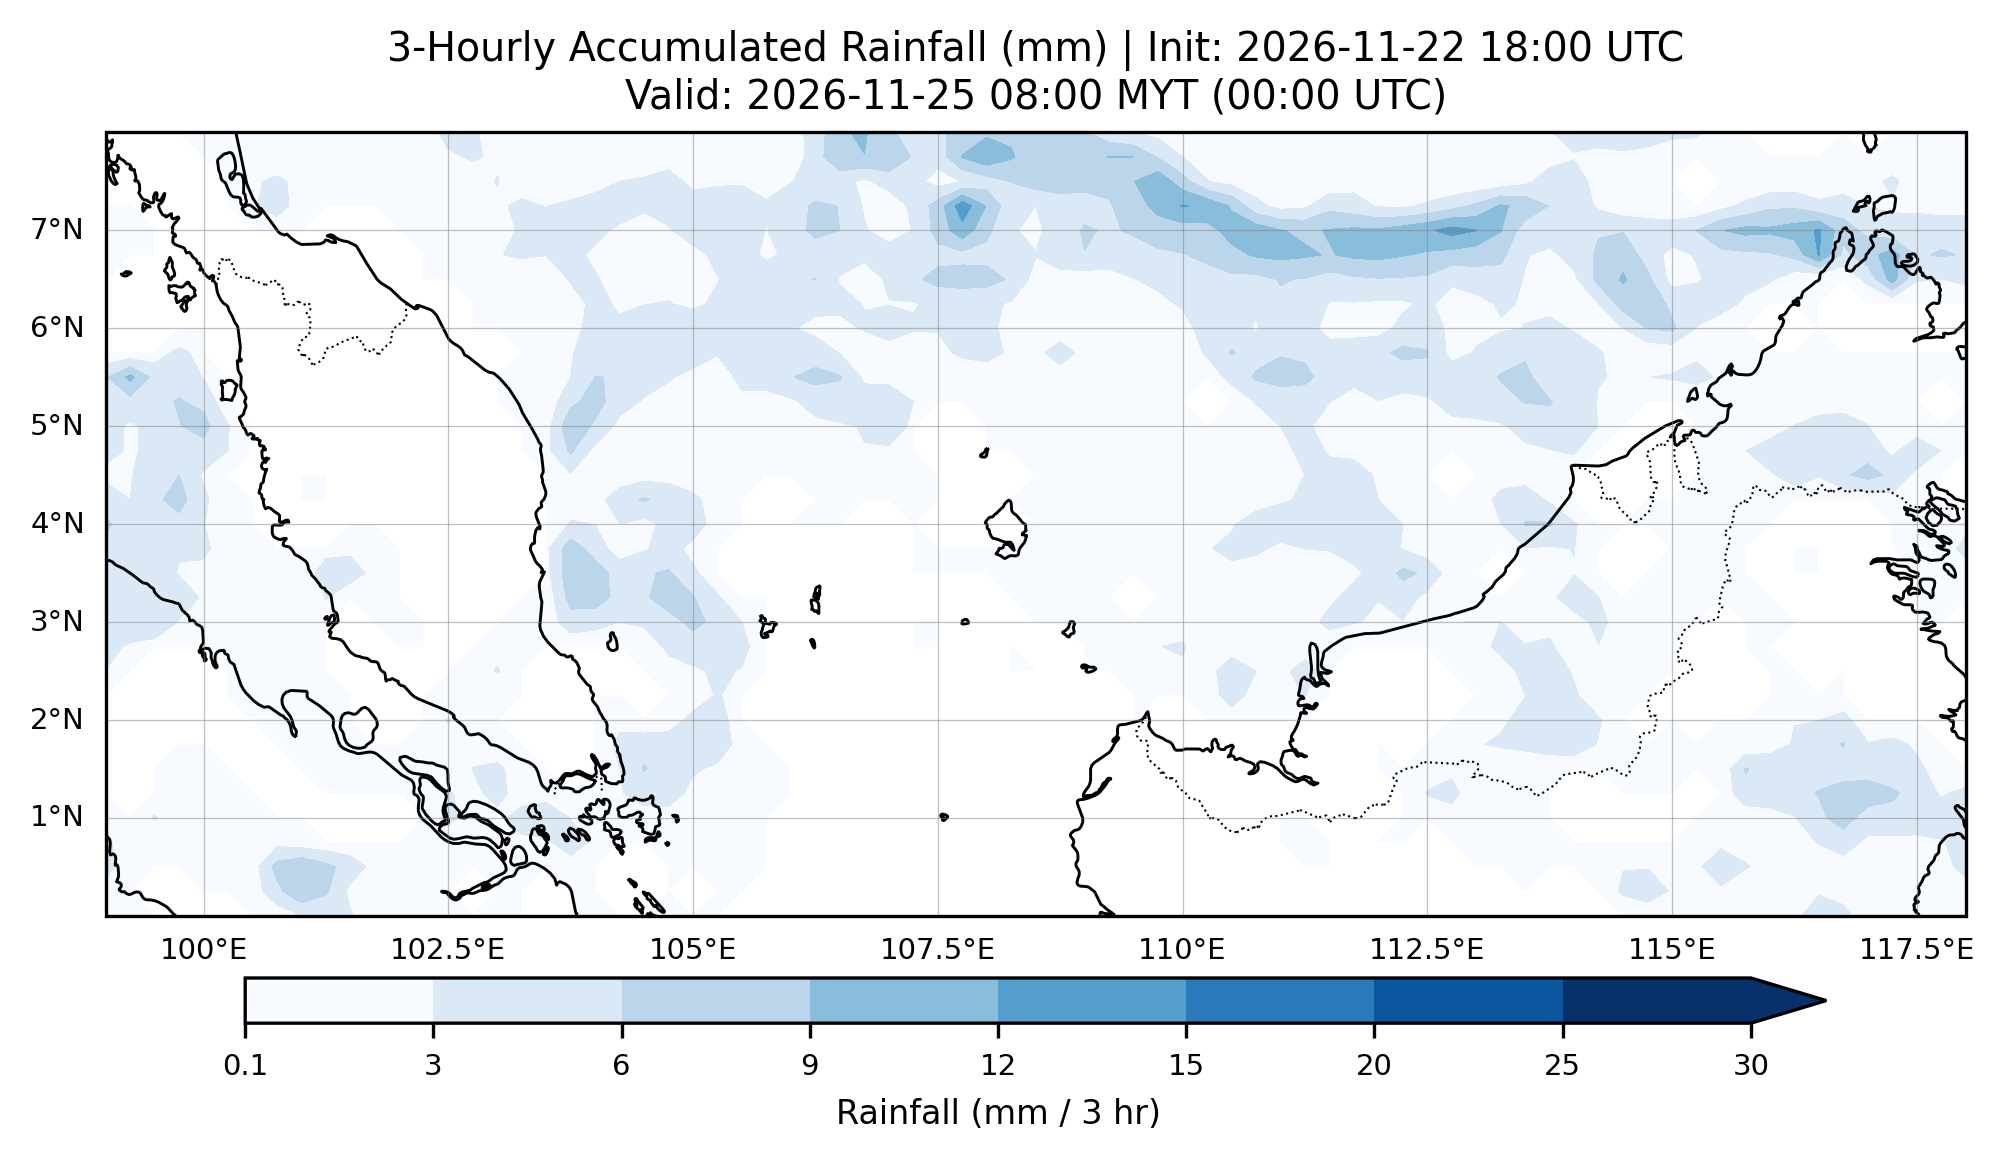 3-Hourly Accumulated Rainfall (mm) | Init: 2026-11-22 18:00 UTC
Valid: 2026-11-25 08:00 MYT (00:00 UTC)
7°N
6°N
5°N
4°N
3°N
2°N
1°N
100°E 102.5°E 105°E 107.5°E 110°E 112.5°E 115°E 117.5°E
0.1 3 6 9 12 15 20 25 30
Rainfall (mm / 3 hr)